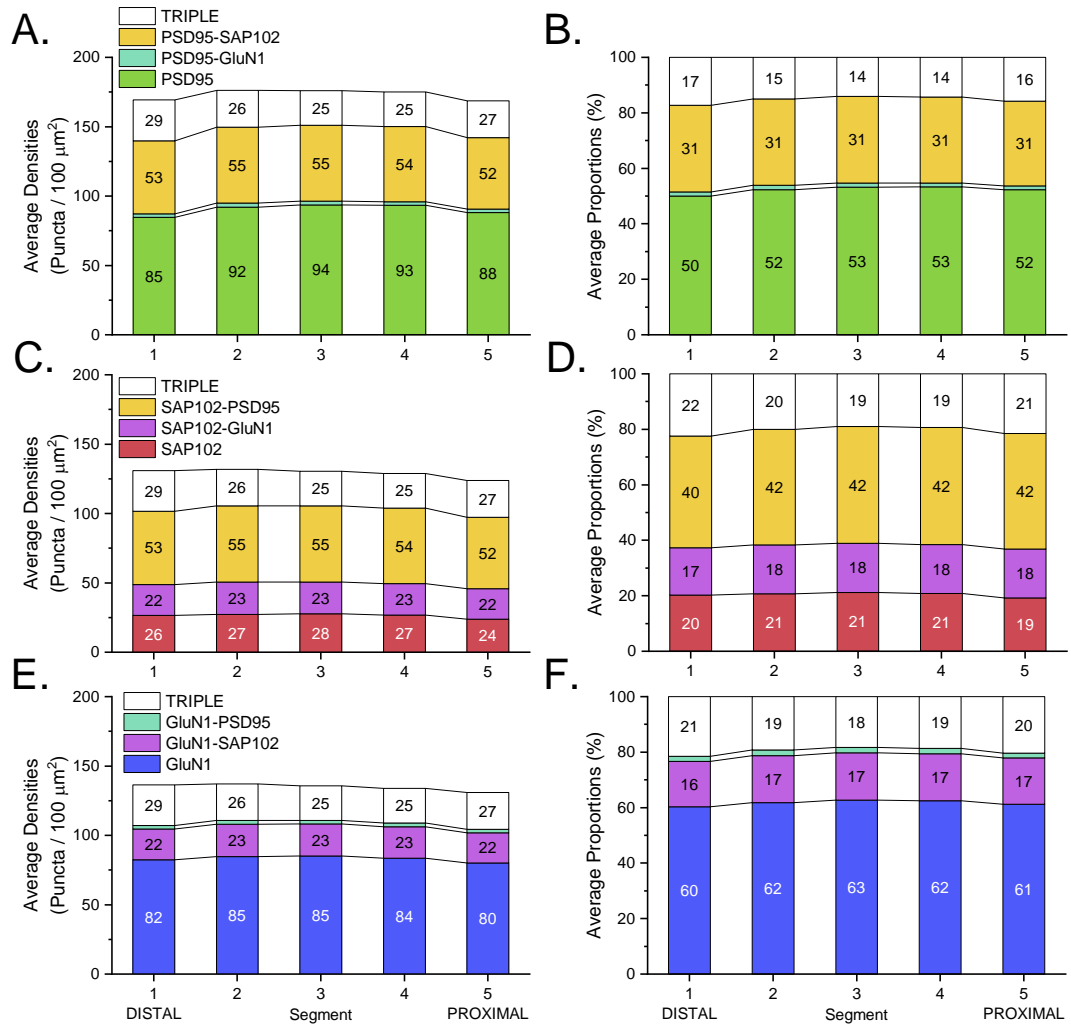 A.
TRIPLE
PSD95-SAP102
PSD95-GluN1
PSD95
Average Densities
(Puncta / 100 μm²)
200
150
100
50
0
29 26 25 25 27
53 55 55 54 52
85 92 94 93 88
1 2 3 4 5
B.
Average Proportions (%)
100
80
60
40
20
0
17 15 14 14 16
31 31 31 31 31
50 52 53 53 52
1 2 3 4 5
C.
TRIPLE
SAP102-PSD95
SAP102-GluN1
SAP102
Average Densities
(Puncta / 100 μm²)
200
150
100
50
0
29 26 25 25 27
53 55 55 54 52
22 23 23 23 22
26 27 28 27 24
1 2 3 4 5
D.
Average Proportions (%)
100
80
60
40
20
0
22 20 19 19 21
40 42 42 42 42
17 18 18 18 18
20 21 21 21 19
1 2 3 4 5
E.
TRIPLE
GluN1-PSD95
GluN1-SAP102
GluN1
Average Densities
(Puncta / 100 μm²)
200
150
100
50
0
29 26 25 25 27
22 23 23 23 22
82 85 85 84 80
1 2 3 4 5
DISTAL Segment PROXIMAL
F.
Average Proportions (%)
100
80
60
40
20
0
21 19 18 19 20
16 17 17 17 17
60 62 63 62 61
1 2 3 4 5
DISTAL Segment PROXIMAL